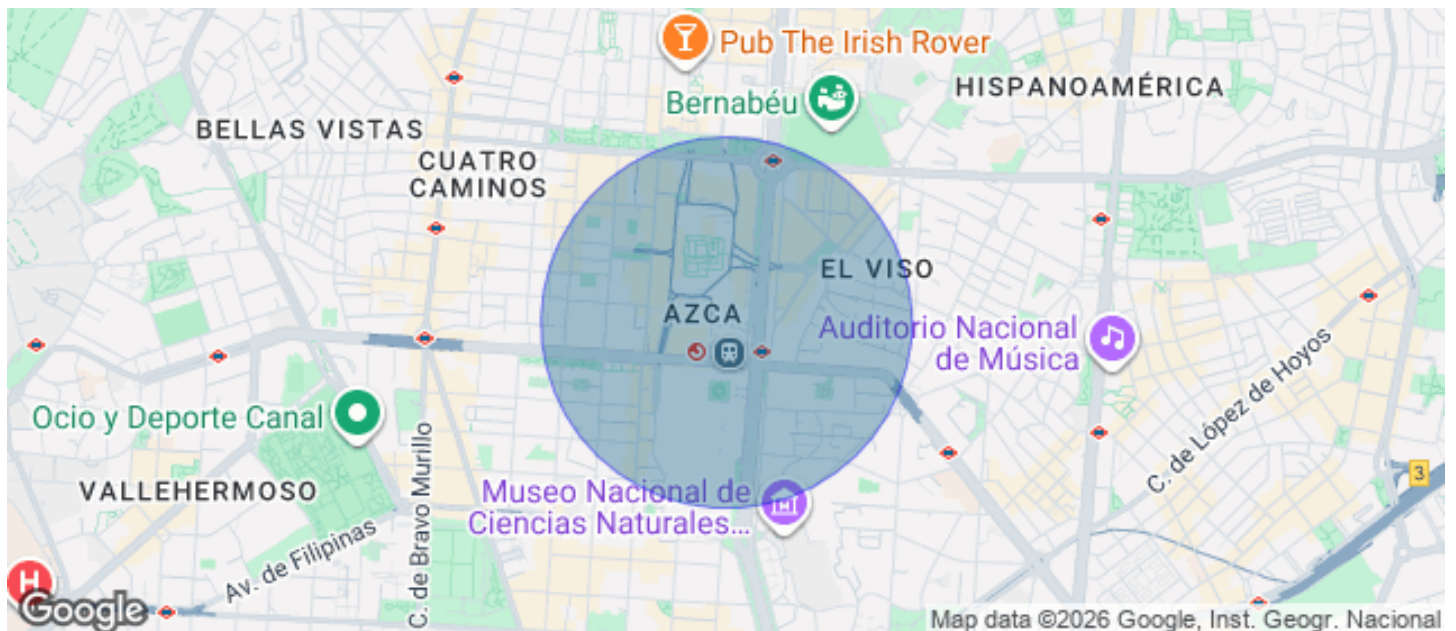 Pub The Irish Rover
HISPANOAMÉRICA
Bernabéu
BELLAS VISTAS
CUATRO
CAMINOS
EL VISO
AZCA
Auditorio Nacional
de Música
Ocio y Deporte Canal
C. de López de Hoyos
C. de Bravo Murillo
VALLEHERMOSO
Museo Nacional de
Ciencias Naturales...
3
Av. de Filipinas
H
Google
Map data ©2026 Google, Inst. Geogr. Nacional